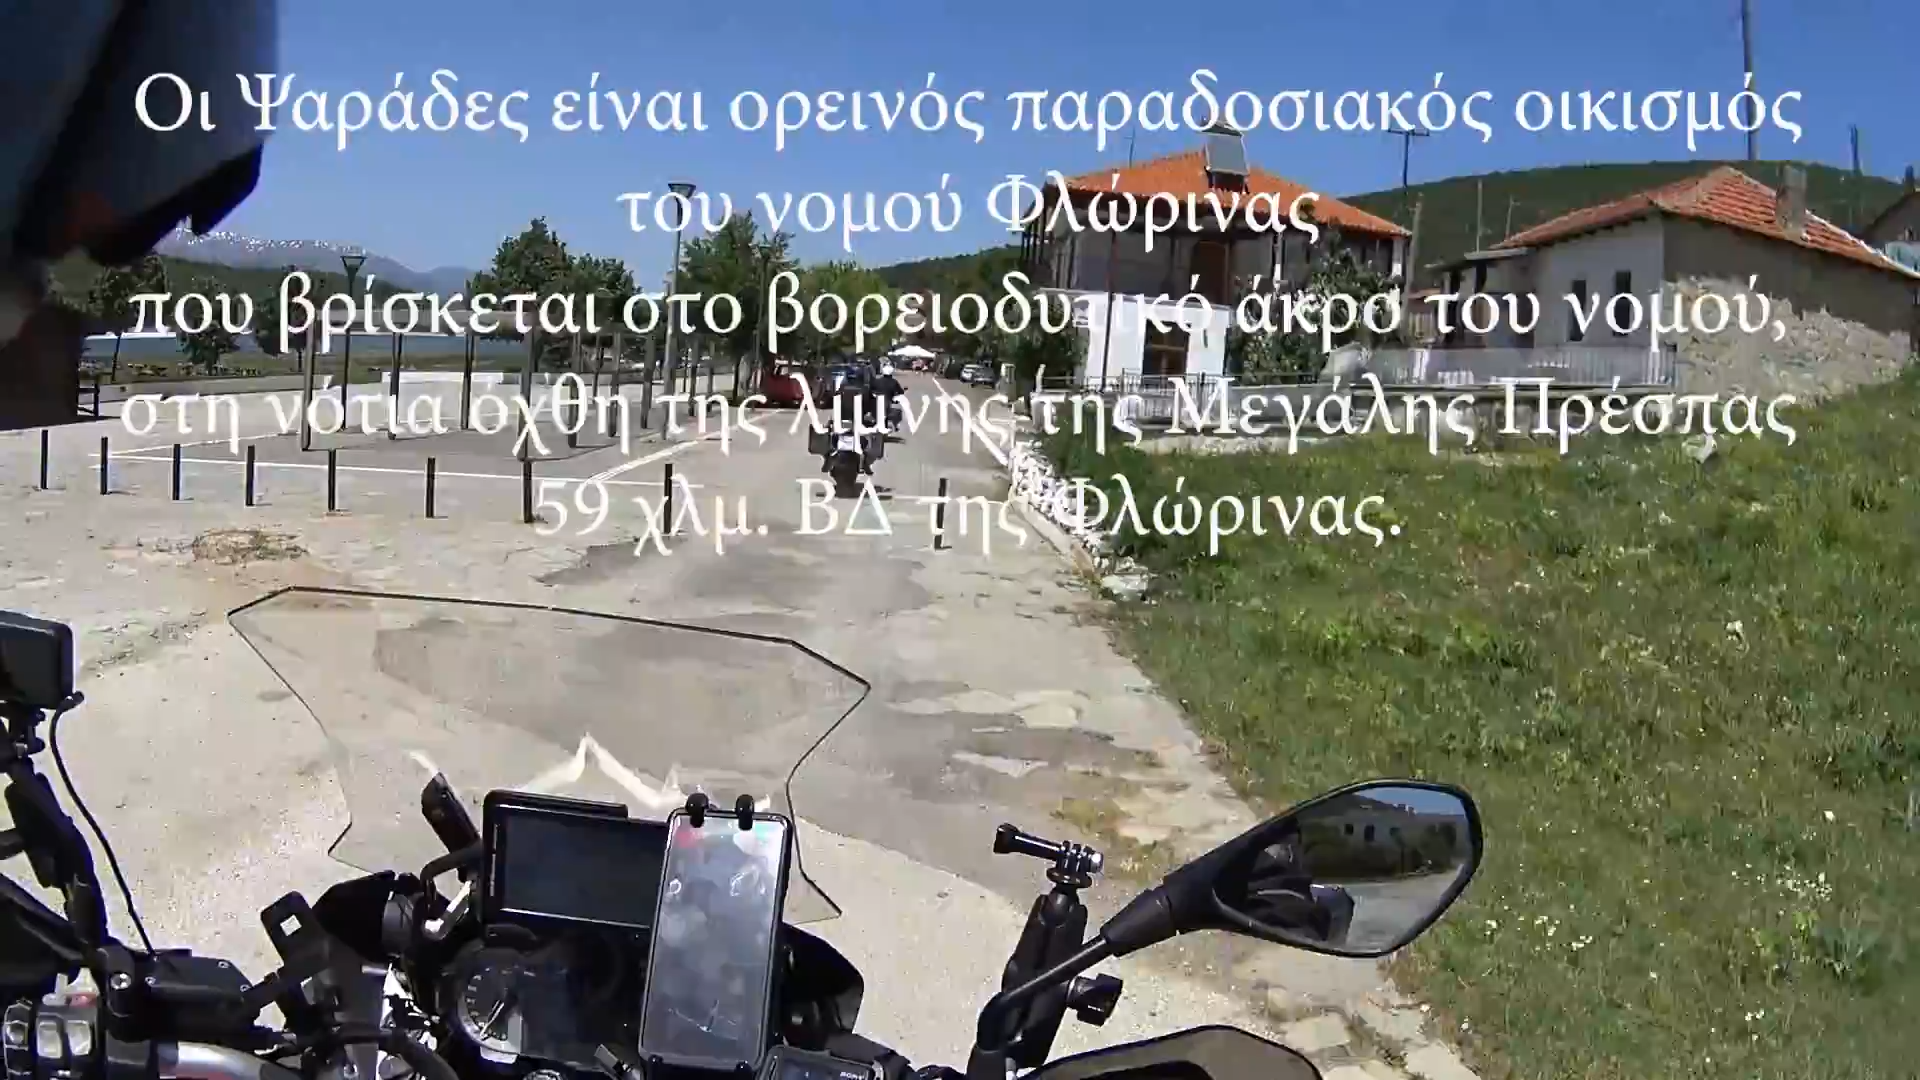 Οι Ψαράδες είναι ορεινός παραδοσιακός οικισμός
του νομού Φλώρινας
που βρίσκεται στο βορειοδυτικό άκρο του νομού,
στη νότια όχθη της λίμνης της Μεγάλης Πρέσπας
59 χλμ. ΒΔ της Φλώρινας.
SONY